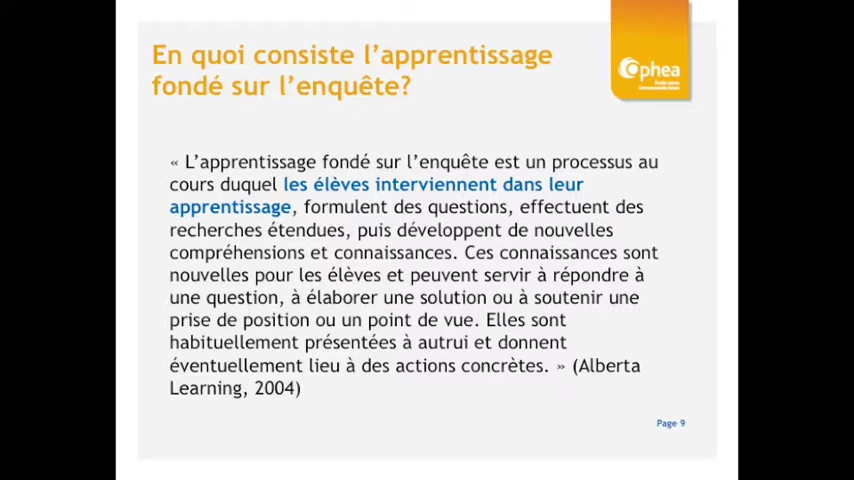 En quoi consiste l’apprentissage
fondé sur l’enquête?
Ophea
« L’apprentissage fondé sur l’enquête est un processus au
cours duquel les élèves interviennent dans leur
apprentissage, formulent des questions, effectuent des
recherches étendues, puis développent de nouvelles
compréhensions et connaissances. Ces connaissances sont
nouvelles pour les élèves et peuvent servir à répondre à
une question, à élaborer une solution ou à soutenir une
prise de position ou un point de vue. Elles sont
habituellement présentées à autrui et donnent
éventuellement lieu à des actions concrètes. » (Alberta
Learning, 2004)
Page 9